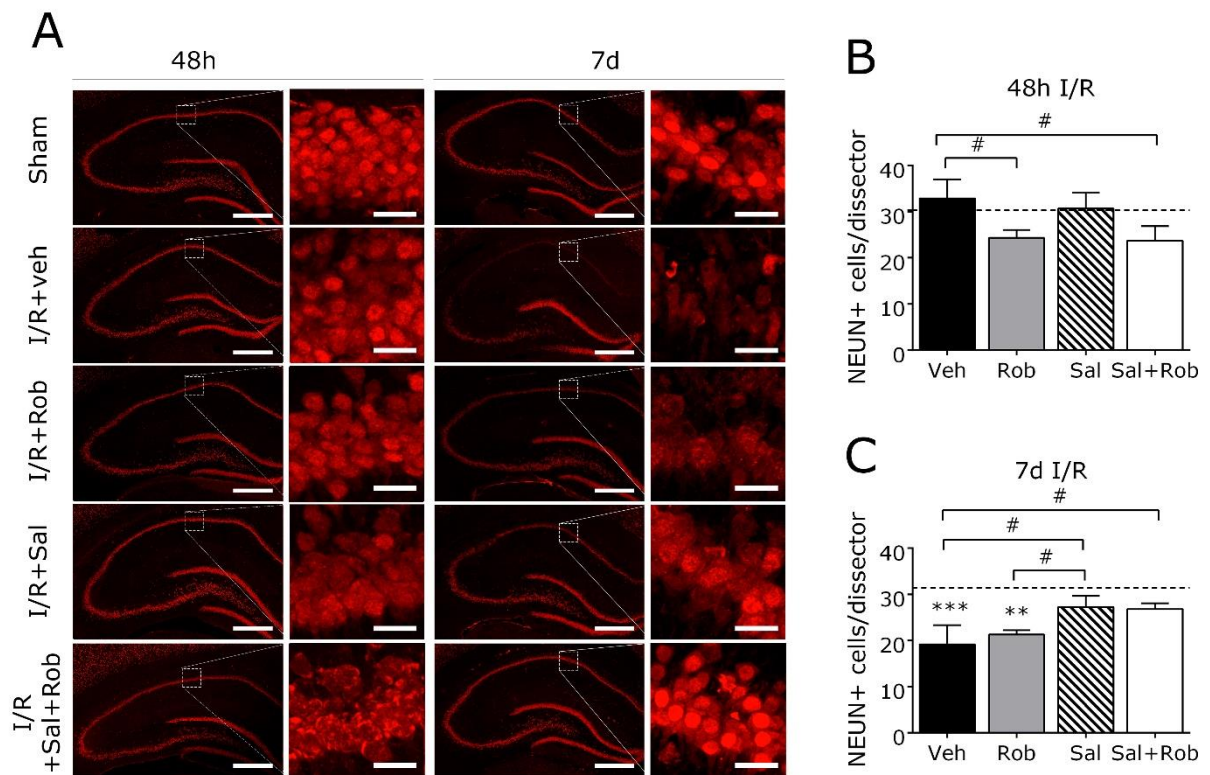 A
48h
7d
Sham
I/R+veh
I/R+Rob
I/R+Sal
I/R
+Sal+Rob
B
48h I/R
#
#
NEUN+ cells/dissector
40
30
20
10
0
Veh Rob Sal Sal+Rob
C
7d I/R
#
#
#
NEUN+ cells/dissector
40
30
20
10
0
*** **
Veh Rob Sal Sal+Rob